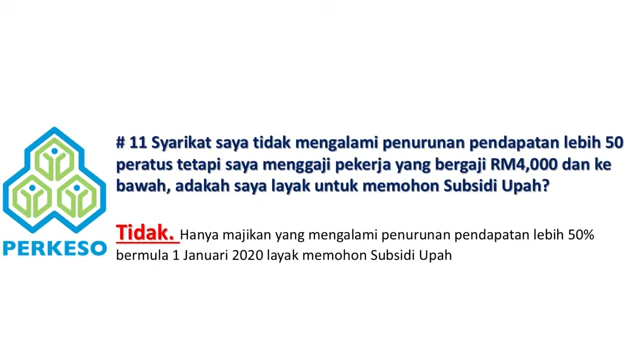 # 11 Syarikat saya tidak mengalami penurunan pendapatan lebih 50
peratus tetapi saya menggaji pekerja yang bergaji RM4,000 dan ke
bawah, adakah saya layak untuk memohon Subsidi Upah?
PERKESO
Tidak. Hanya majikan yang mengalami penurunan pendapatan lebih 50%
bermula 1 Januari 2020 layak memohon Subsidi Upah